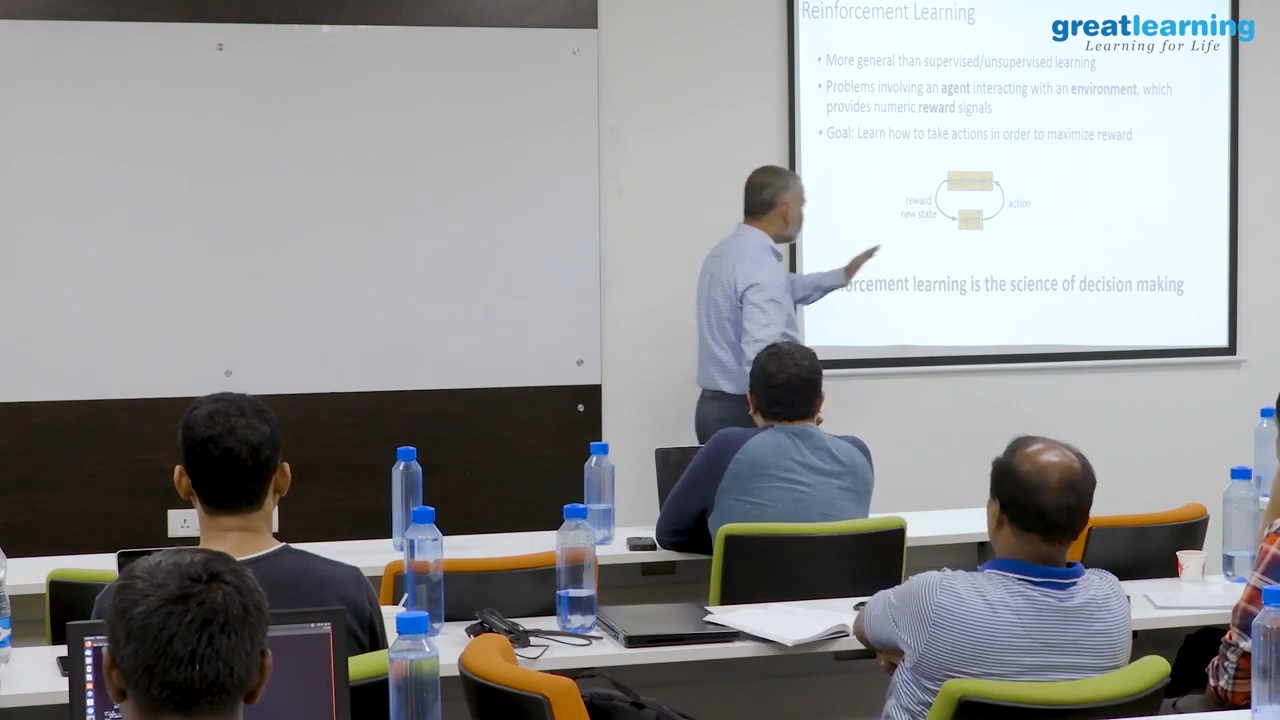 Reinforcement Learning
greatlearning
Learning for Life
• More general than supervised/unsupervised learning
• Problems involving an agent interacting with an environment, which
provides numeric reward signals
• Goal: Learn how to take actions in order to maximize reward
environment
reward
new state
action
agent
learning is the science of decision making